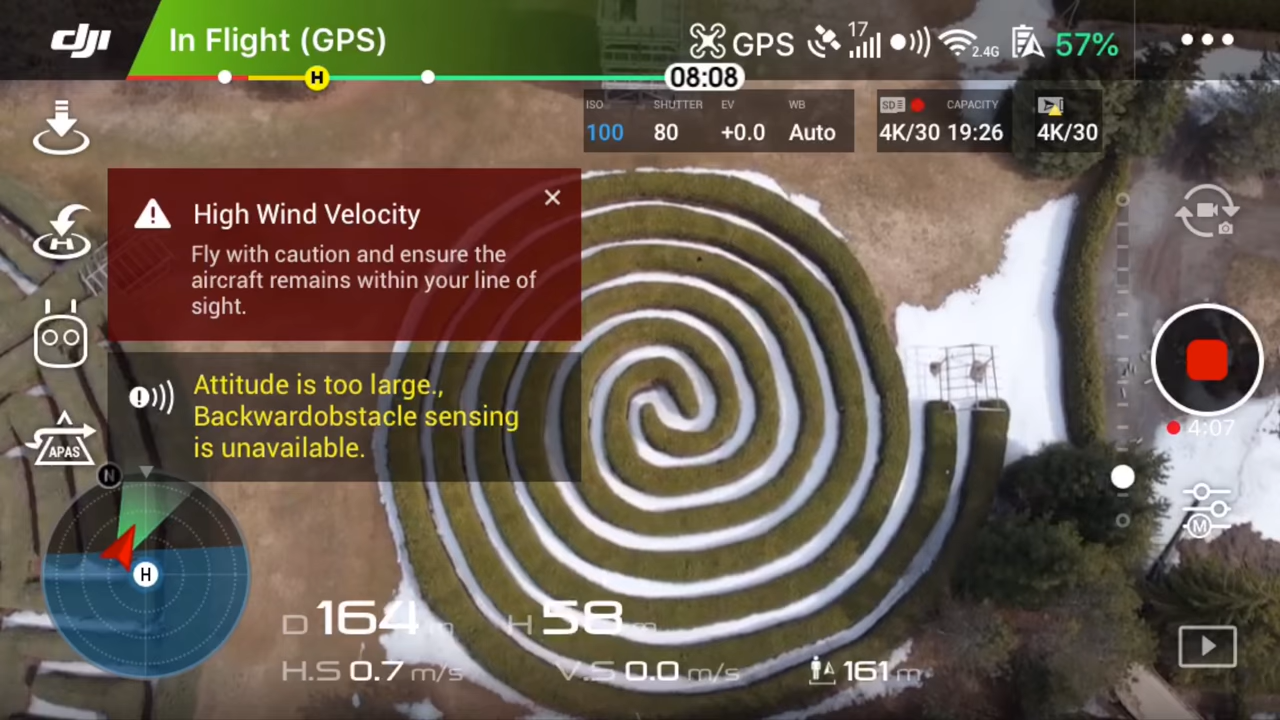 dji
In Flight (GPS)
GPS
17
2.4G
57%
H
08:08
ISO
SHUTTER
EV
WB
100
80
+0.0
Auto
SD
CAPACITY
4K/30
19:26
4K/30
High Wind Velocity
Fly with caution and ensure the
aircraft remains within your line of
sight.
Attitude is too large.,
Backwardobstacle sensing
is unavailable.
H
APAS
N
H
4:07
M
D 164 m
H 58 m
H.S 0.7 m/s
V.S 0.0 m/s
161 m